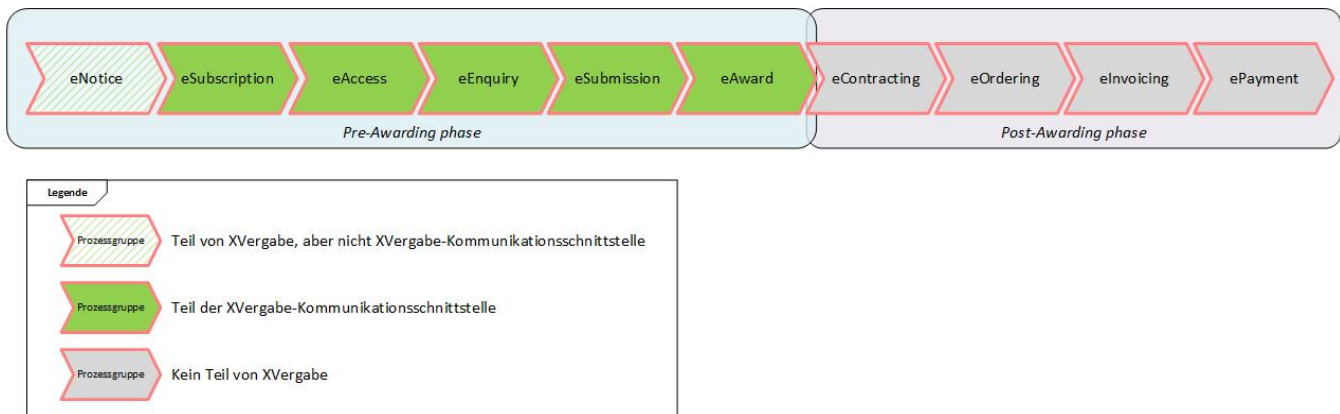 eNotice eSubscription eAccess eEnquiry eSubmission eAward eContracting eOrdering eInvoicing ePayment
Pre-Awarding phase Post-Awarding phase
Legende
Prozessgruppe Teil von XVergabe, aber nicht XVergabe-Kommunikationsschnittstelle
Prozessgruppe Teil der XVergabe-Kommunikationsschnittstelle
Prozessgruppe Kein Teil von XVergabe